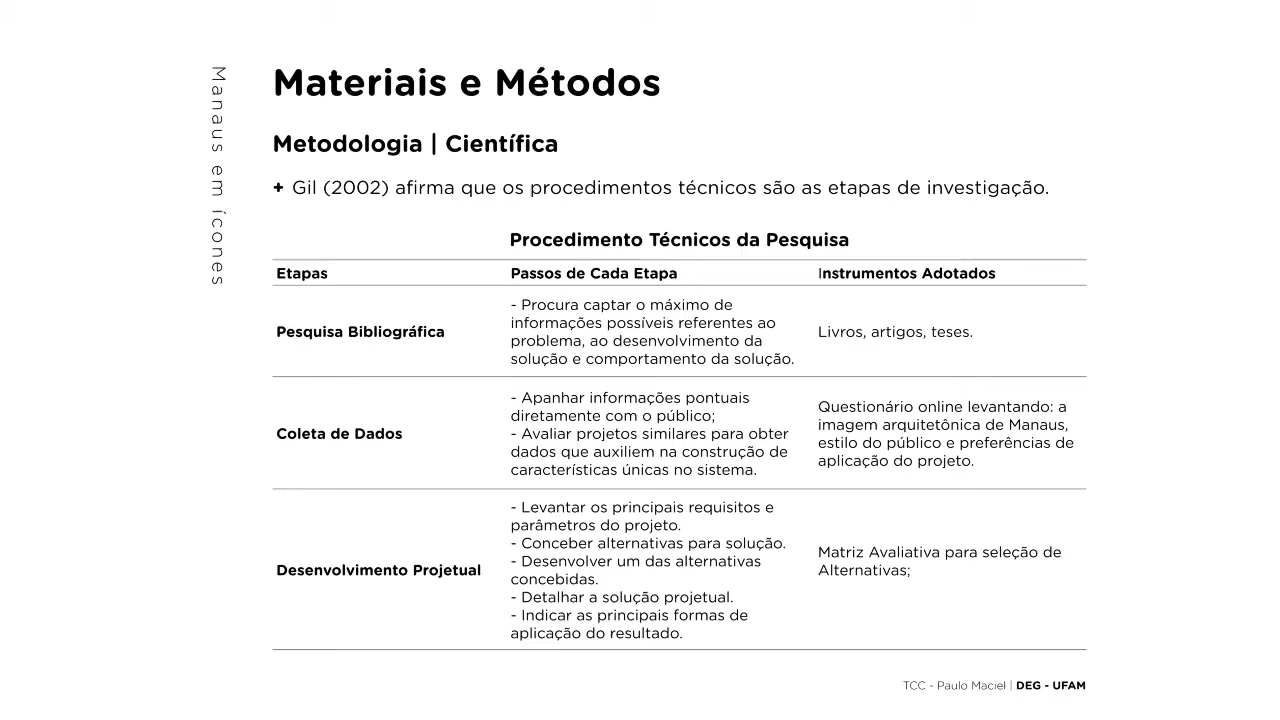 Manaus em ícones
Materiais e Métodos
Metodologia | Científica
+ Gil (2002) afirma que os procedimentos técnicos são as etapas de investigação.
Procedimento Técnicos da Pesquisa
Etapas
Passos de Cada Etapa
Instrumentos Adotados
Pesquisa Bibliográfica
- Procura captar o máximo de
informações possíveis referentes ao
problema, ao desenvolvimento da
solução e comportamento da solução.
Livros, artigos, teses.
Coleta de Dados
- Apanhar informações pontuais
diretamente com o público;
- Avaliar projetos similares para obter
dados que auxiliem na construção de
características únicas no sistema.
Questionário online levantando: a
imagem arquitetônica de Manaus,
estilo do público e preferências de
aplicação do projeto.
Desenvolvimento Projetual
- Levantar os principais requisitos e
parâmetros do projeto.
- Conceber alternativas para solução.
- Desenvolver um das alternativas
concebidas.
- Detalhar a solução projetual.
- Indicar as principais formas de
aplicação do resultado.
Matriz Avaliativa para seleção de
Alternativas;
TCC - Paulo Maciel | DEG - UFAM